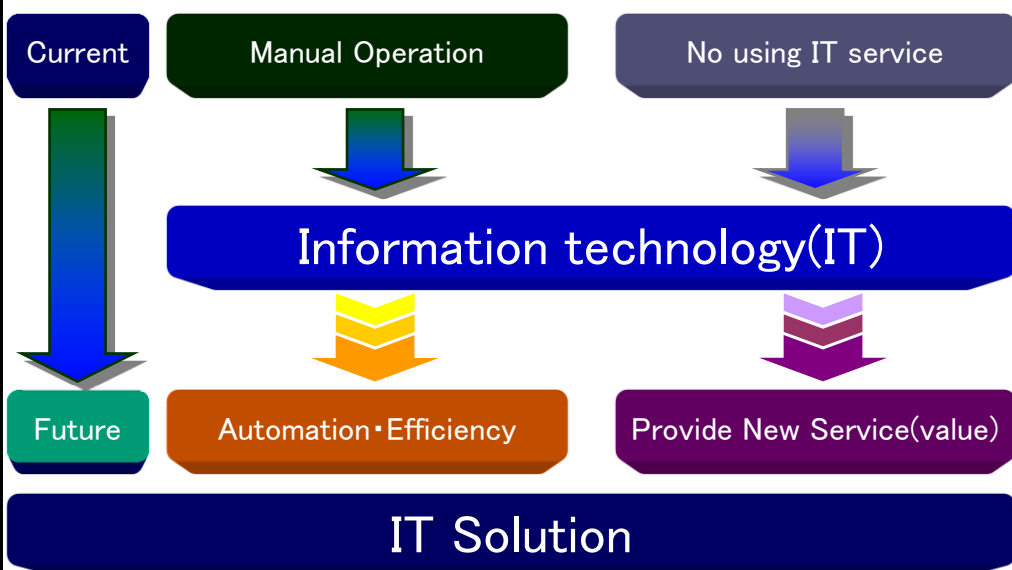 Current
Manual Operation
No using IT service
Information technology(IT)
Future
Automation・Efficiency
Provide New Service(value)
IT Solution